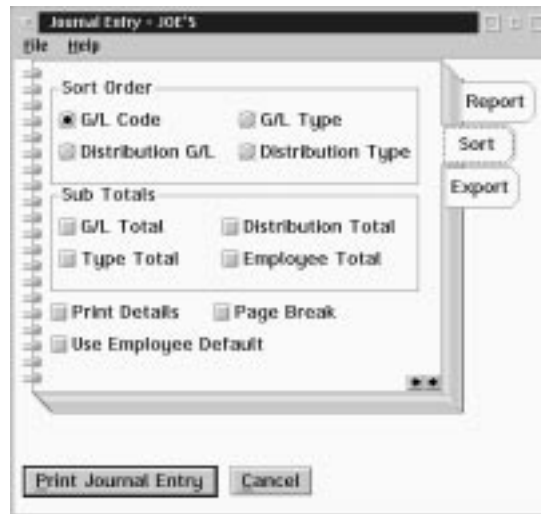 Journal Entry - JOE'S
File Help
Sort Order
G/L Code G/L Type
Distribution G/L Distribution Type
Sub Totals
G/L Total Distribution Total
Type Total Employee Total
Print Details Page Break
Use Employee Default
Report
Sort
Export
Print Journal Entry Cancel